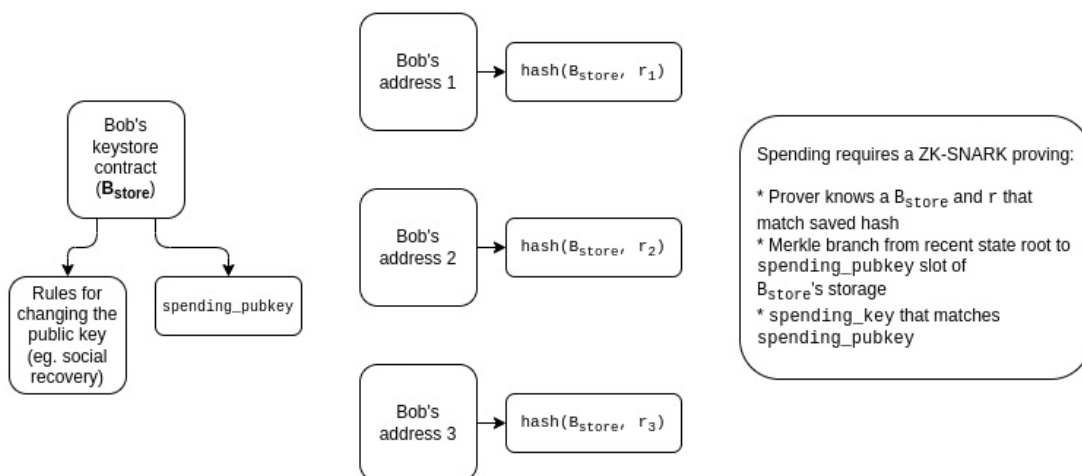 Bob's
keystore
contract
(Bstore)
Rules for
changing the
public key
(eg. social
recovery)
spending_pubkey
Bob's
address 1
hash(Bstore, r1)
Bob's
address 2
hash(Bstore, r2)
Bob's
address 3
hash(Bstore, r3)
Spending requires a ZK-SNARK proving:
* Prover knows a Bstore and r that
match saved hash
* Merkle branch from recent state root to
spending_pubkey slot of
Bstore's storage
* spending_key that matches
spending_pubkey